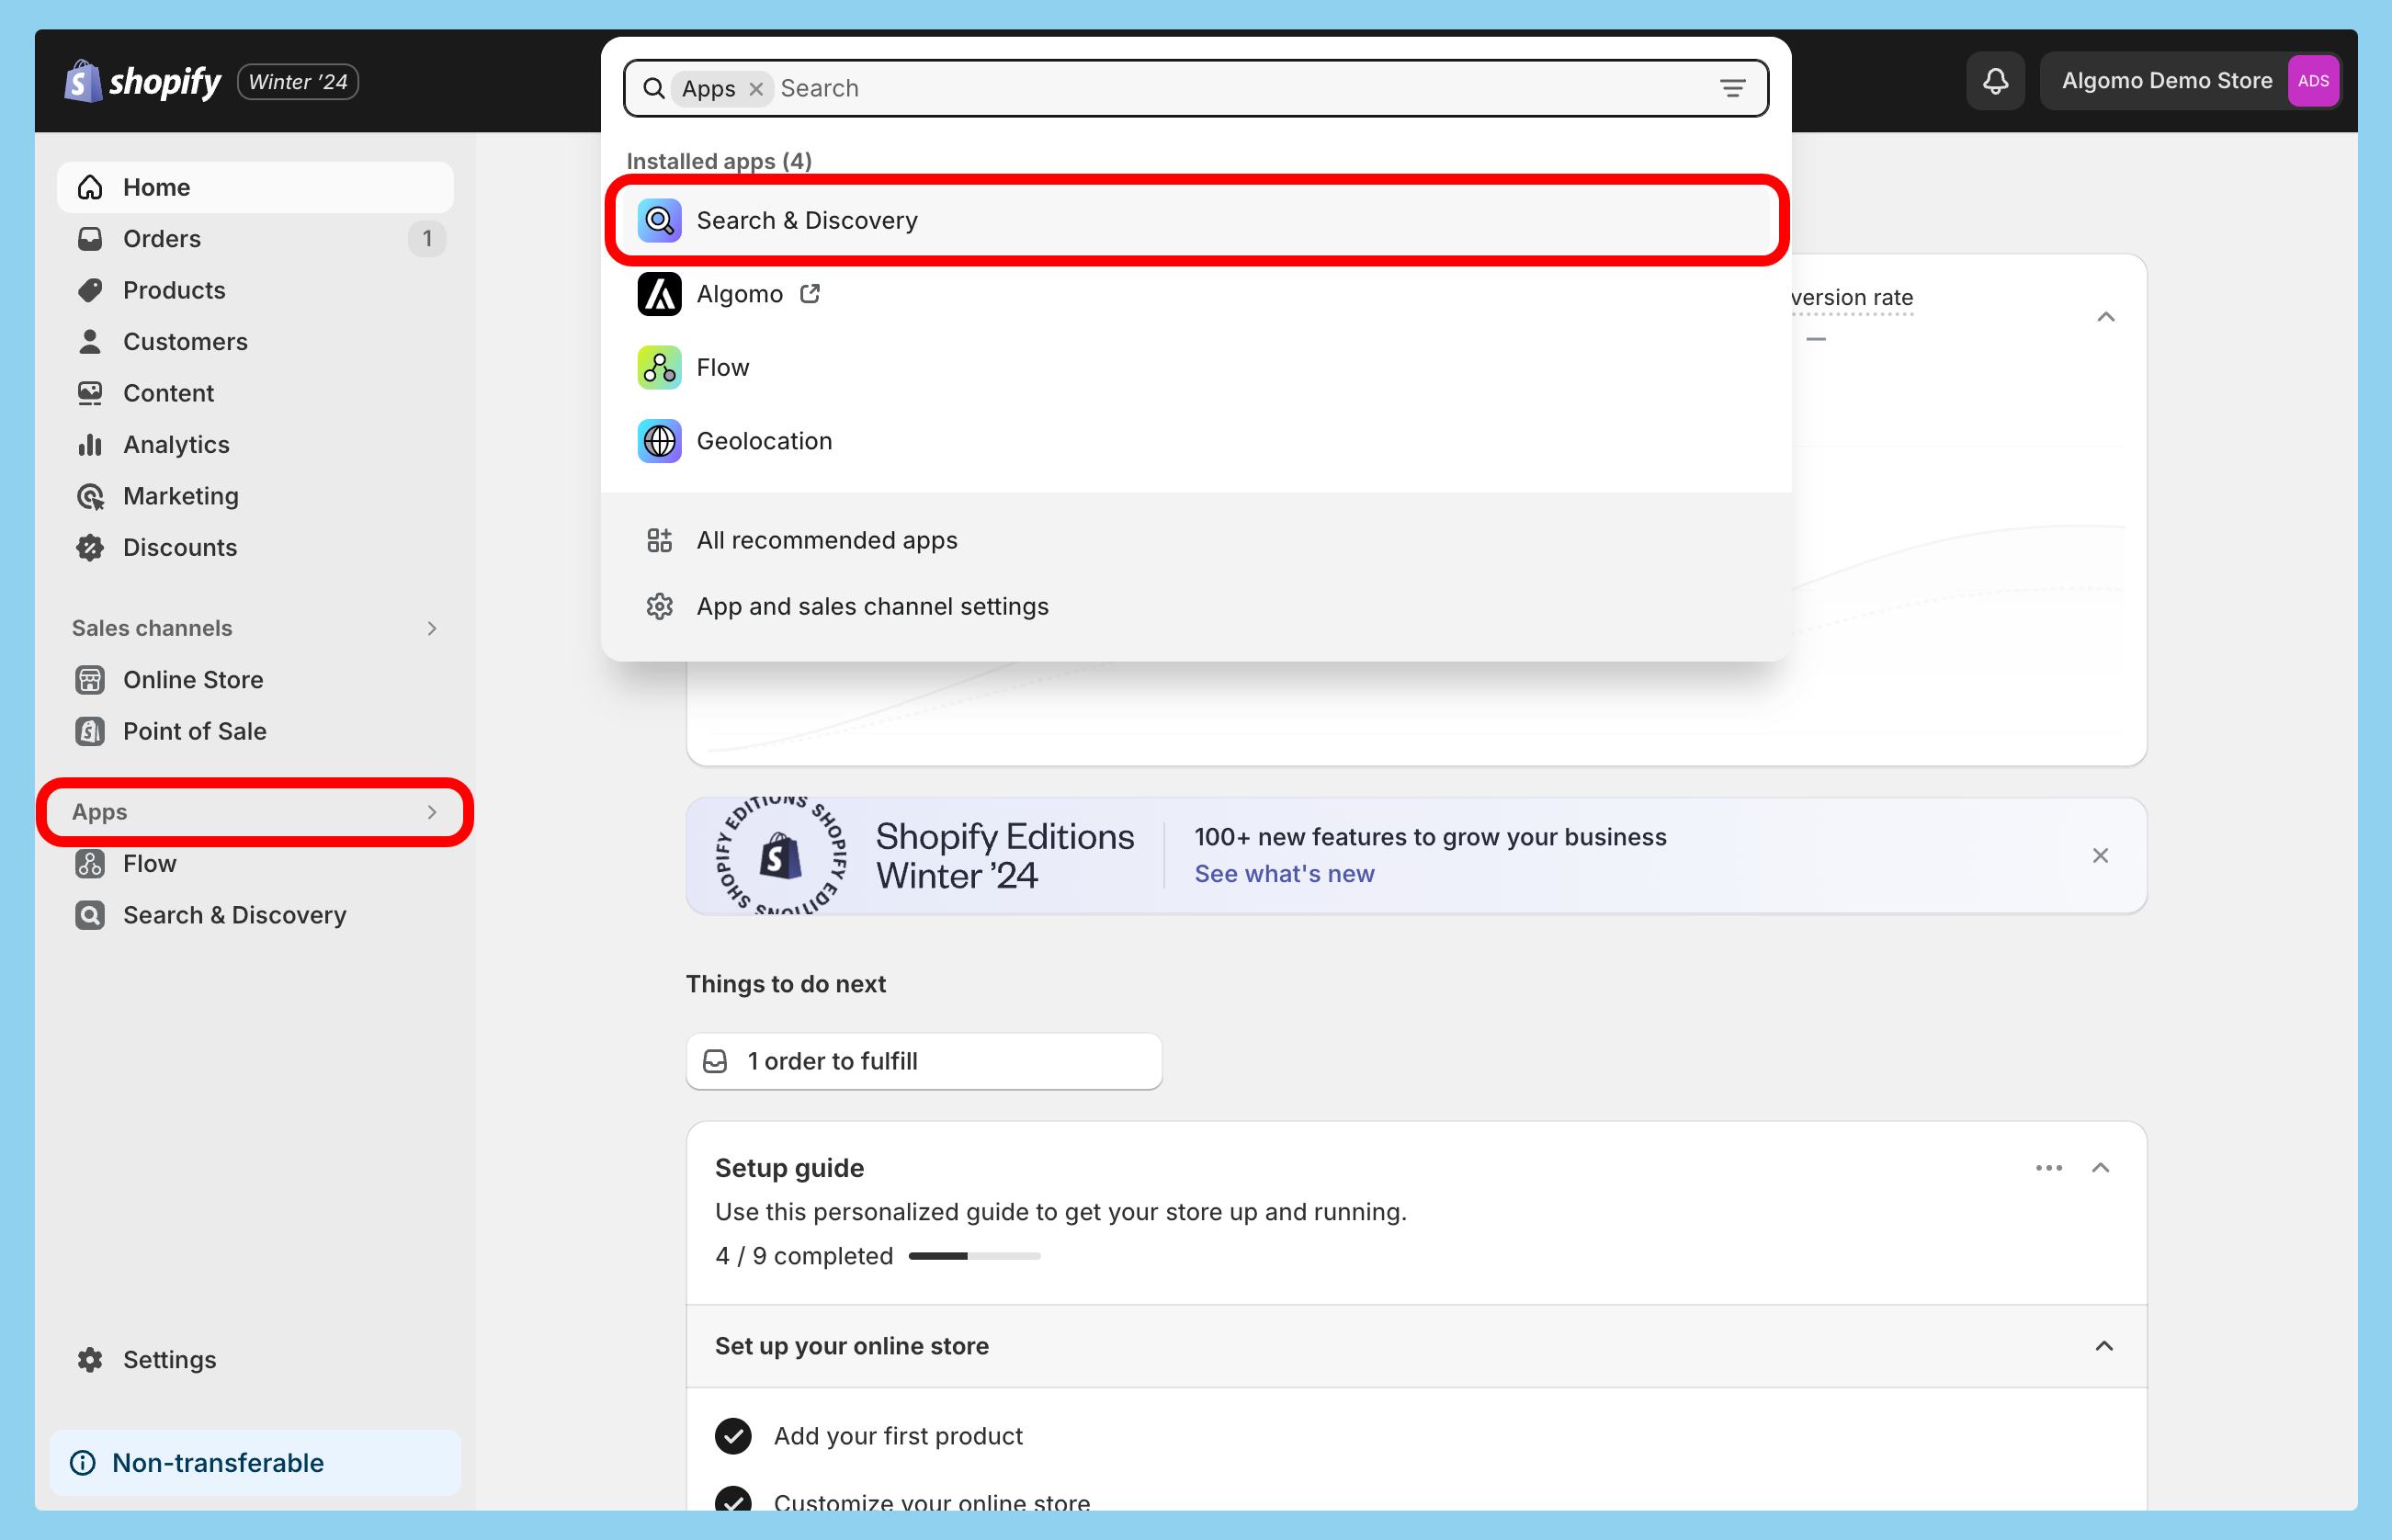 shopify
Winter '24
Apps
Search
Algomo Demo Store
ADS
Installed apps (4)
Search & Discovery
Algomo
Flow
Geolocation
All recommended apps
App and sales channel settings
Home
Orders
1
Products
Customers
Content
Analytics
Marketing
Discounts
Sales channels
Online Store
Point of Sale
Apps
Flow
Search & Discovery
Settings
Non-transferable
version rate
SHOPIFY EDITIONS SHOPIFY EDITIONS
Shopify Editions
Winter '24
100+ new features to grow your business
See what's new
Things to do next
1 order to fulfill
Setup guide
Use this personalized guide to get your store up and running.
4 / 9 completed
Set up your online store
Add your first product
Customize your online store